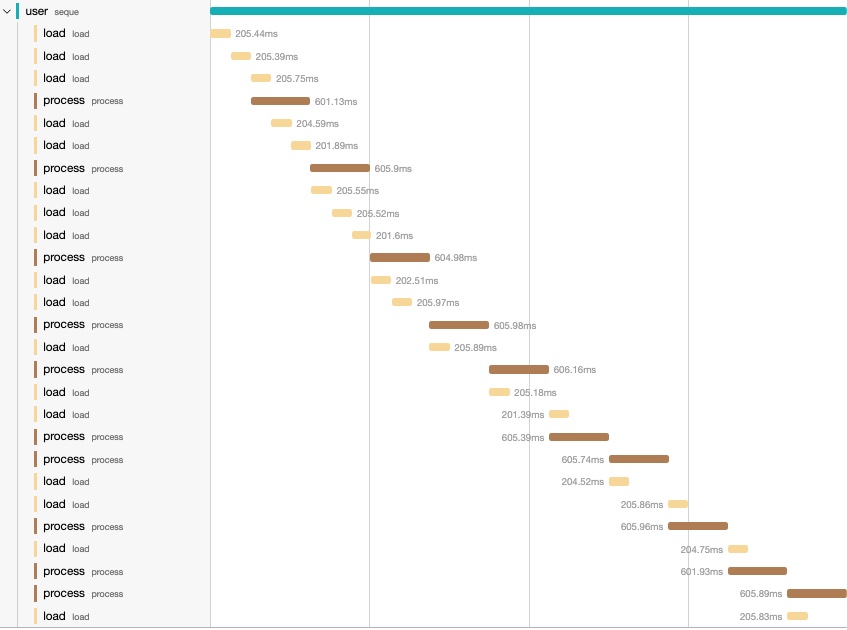 user seque
load load 205.44ms
load load 205.39ms
load load 205.75ms
process process 601.13ms
load load 204.59ms
load load 201.89ms
process process 605.9ms
load load 205.55ms
load load 205.52ms
load load 201.6ms
process process 604.98ms
load load 202.51ms
load load 205.97ms
process process 605.98ms
load load 205.89ms
process process 606.16ms
load load 205.18ms
load load 201.39ms
process process 605.39ms
process process 605.74ms
load load 204.52ms
load load 205.86ms
process process 605.96ms
load load 204.75ms
process process 601.93ms
process process 605.89ms
load load 205.83ms